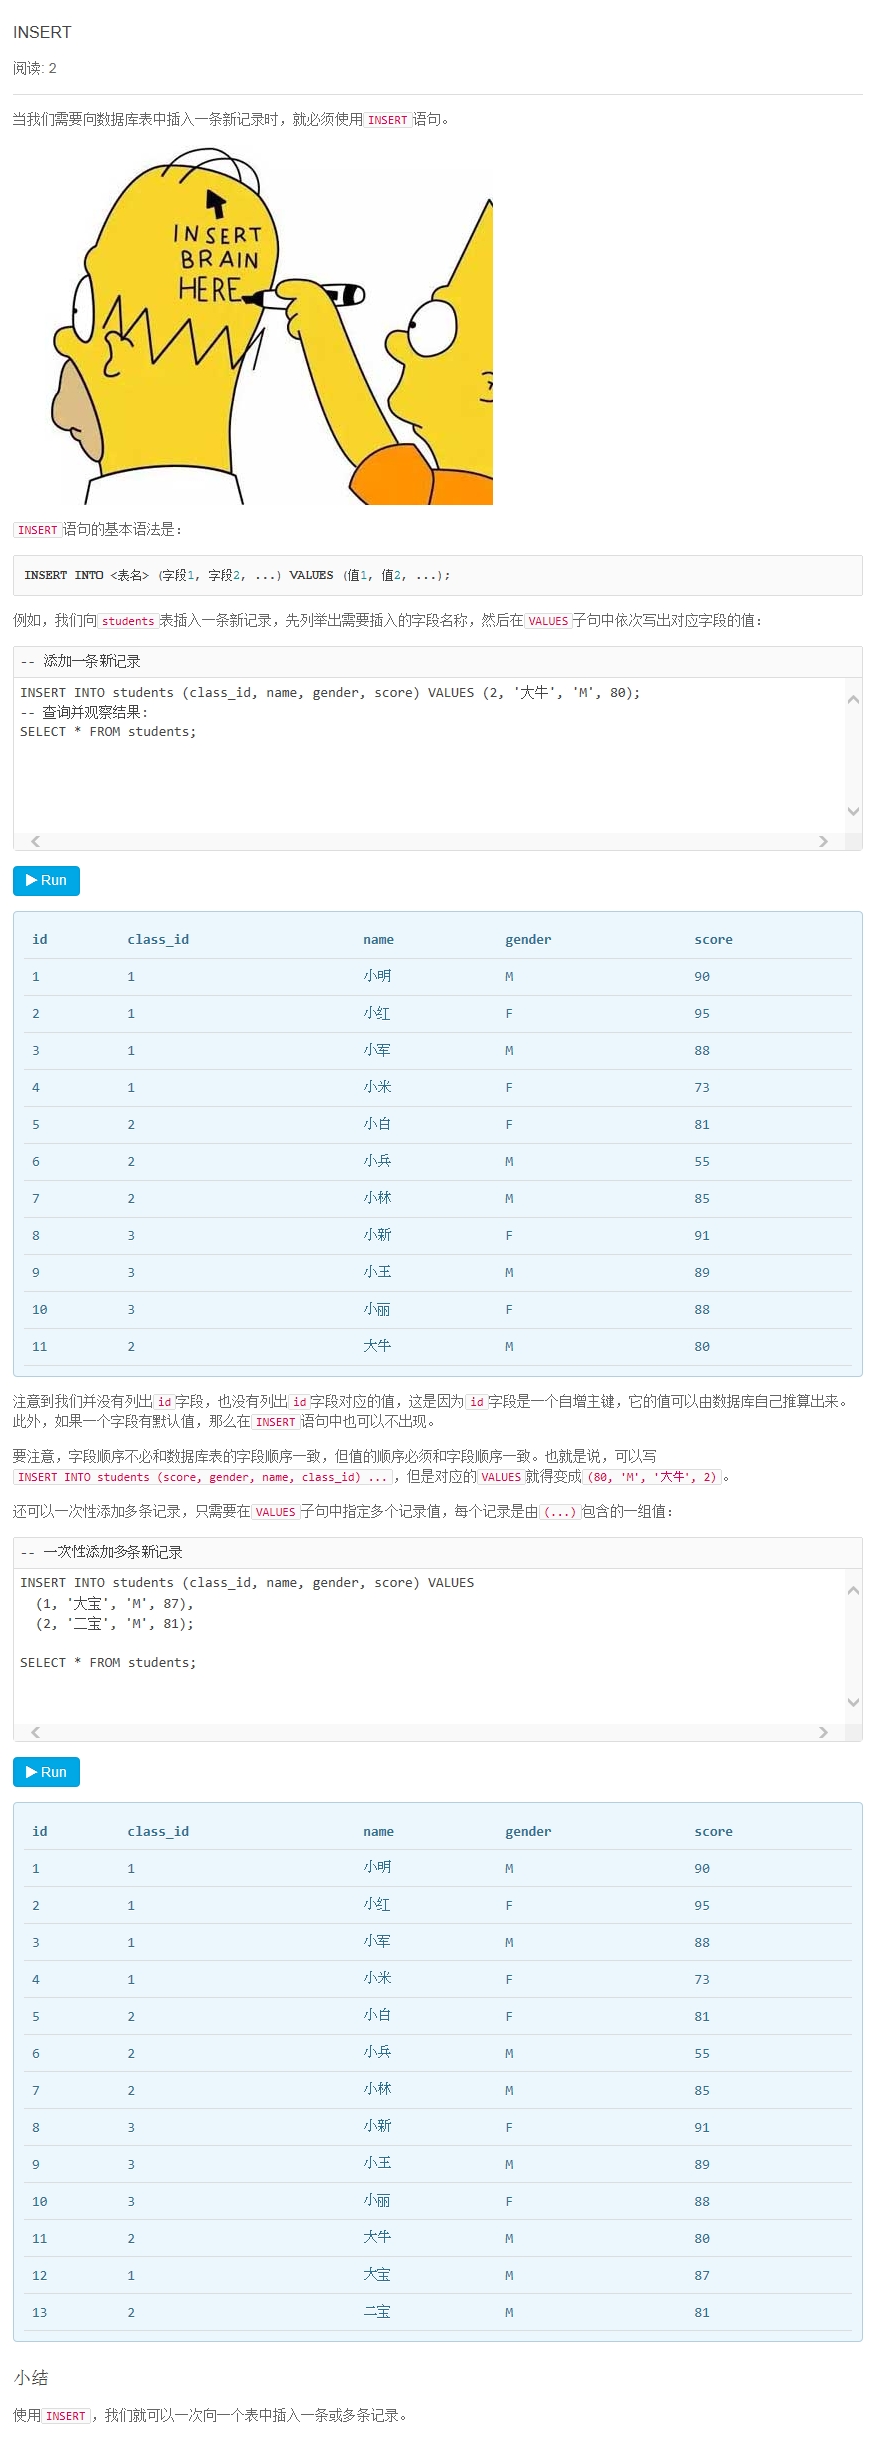 INSERT
阅读: 2
当我们需要向数据库表中插入一条新记录时，就必须使用INSERT语句。
INSERT
BRAIN
HERE
INSERT语句的基本语法是：
INSERT INTO <表名> (字段1, 字段2, ...) VALUES (值1, 值2, ...);
例如，我们向students表插入一条新记录，先列举出需要插入的字段名称，然后在VALUES子句中依次写出对应字段的值：
-- 添加一条新记录
INSERT INTO students (class_id, name, gender, score) VALUES (2, '大牛', 'M', 80);
-- 查询并观察结果:
SELECT * FROM students;
Run
id class_id name gender score
1 1 小明 M 90
2 1 小红 F 95
3 1 小军 M 88
4 1 小米 F 73
5 2 小白 F 81
6 2 小兵 M 55
7 2 小林 M 85
8 3 小新 F 91
9 3 小王 M 89
10 3 小丽 F 88
11 2 大牛 M 80
注意到我们并没有列出id字段，也没有列出id字段对应的值，这是因为id字段是一个自增主键，它的值可以由数据库自己推算出来。
此外，如果一个字段有默认值，那么在INSERT语句中也可以不出现。
要注意，字段顺序不必和数据库表的字段顺序一致，但值的顺序必须和字段顺序一致。也就是说，可以写
INSERT INTO students (score, gender, name, class_id) ...，但是对应的VALUES就得变成(80, 'M', '大牛', 2)。
还可以一次性添加多条记录，只需要在VALUES子句中指定多个记录值，每个记录是由(...)包含的一组值：
-- 一次性添加多条新记录
INSERT INTO students (class_id, name, gender, score) VALUES
(1, '大宝', 'M', 87),
(2, '二宝', 'M', 81);
SELECT * FROM students;
Run
id class_id name gender score
1 1 小明 M 90
2 1 小红 F 95
3 1 小军 M 88
4 1 小米 F 73
5 2 小白 F 81
6 2 小兵 M 55
7 2 小林 M 85
8 3 小新 F 91
9 3 小王 M 89
10 3 小丽 F 88
11 2 大牛 M 80
12 1 大宝 M 87
13 2 二宝 M 81
小结
使用INSERT，我们就可以一次向一个表中插入一条或多条记录。